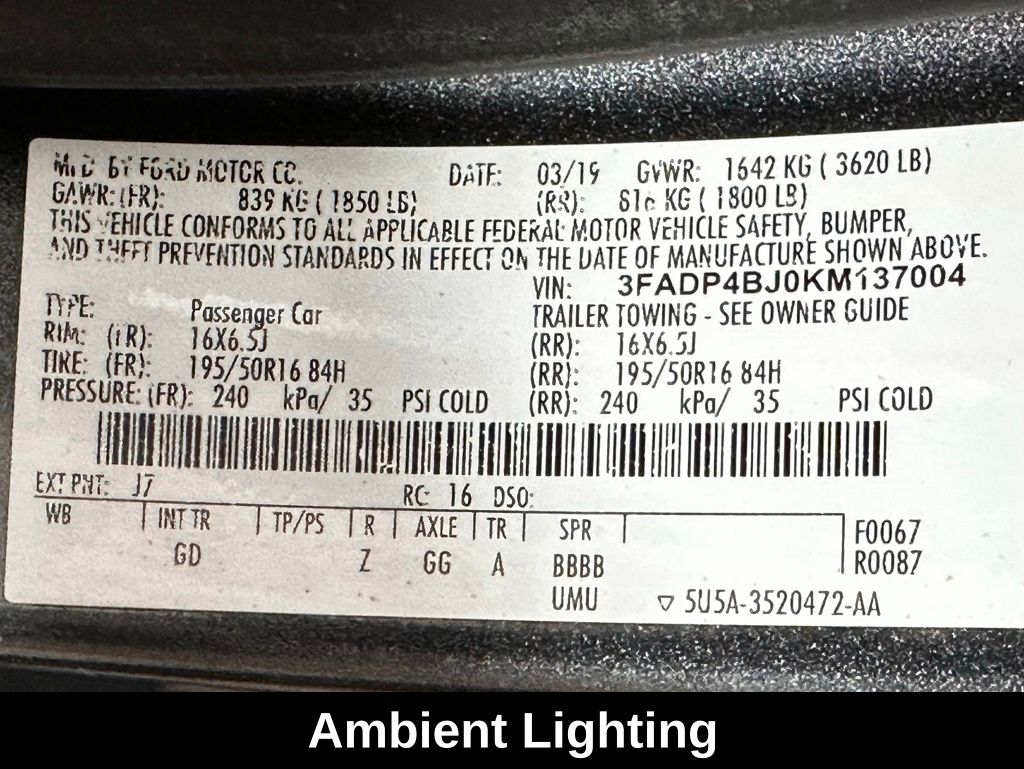 MFD BY FORD MOTOR CO. DATE: 03/19 GVWR: 1642 KG ( 3620 LB)
GAWR: (FR): 839 KG ( 1850 LB) (RR): 816 KG ( 1800 LB)
THIS VEHICLE CONFORMS TO ALL APPLICABLE FEDERAL MOTOR VEHICLE SAFETY, BUMPER,
AND THEFT PREVENTION STANDARDS IN EFFECT ON THE DATE OF MANUFACTURE SHOWN ABOVE.
VIN: 3FADP4BJ0KM137004
TYPE: Passenger Car TRAILER TOWING - SEE OWNER GUIDE
RIM: (FR): 16X6.5J (RR): 16X6.5J
TIRE: (FR): 195/50R16 84H (RR): 195/50R16 84H
PRESSURE: (FR): 240 kPa/ 35 PSI COLD (RR): 240 kPa/ 35 PSI COLD
EXT PNT: J7 RC: 16 DSO:
WB INT TR TP/PS R AXLE TR SPR F0067
GD Z GG A BBBB R0087
UMU ▽ 5U5A-3520472-AA
Ambient Lighting